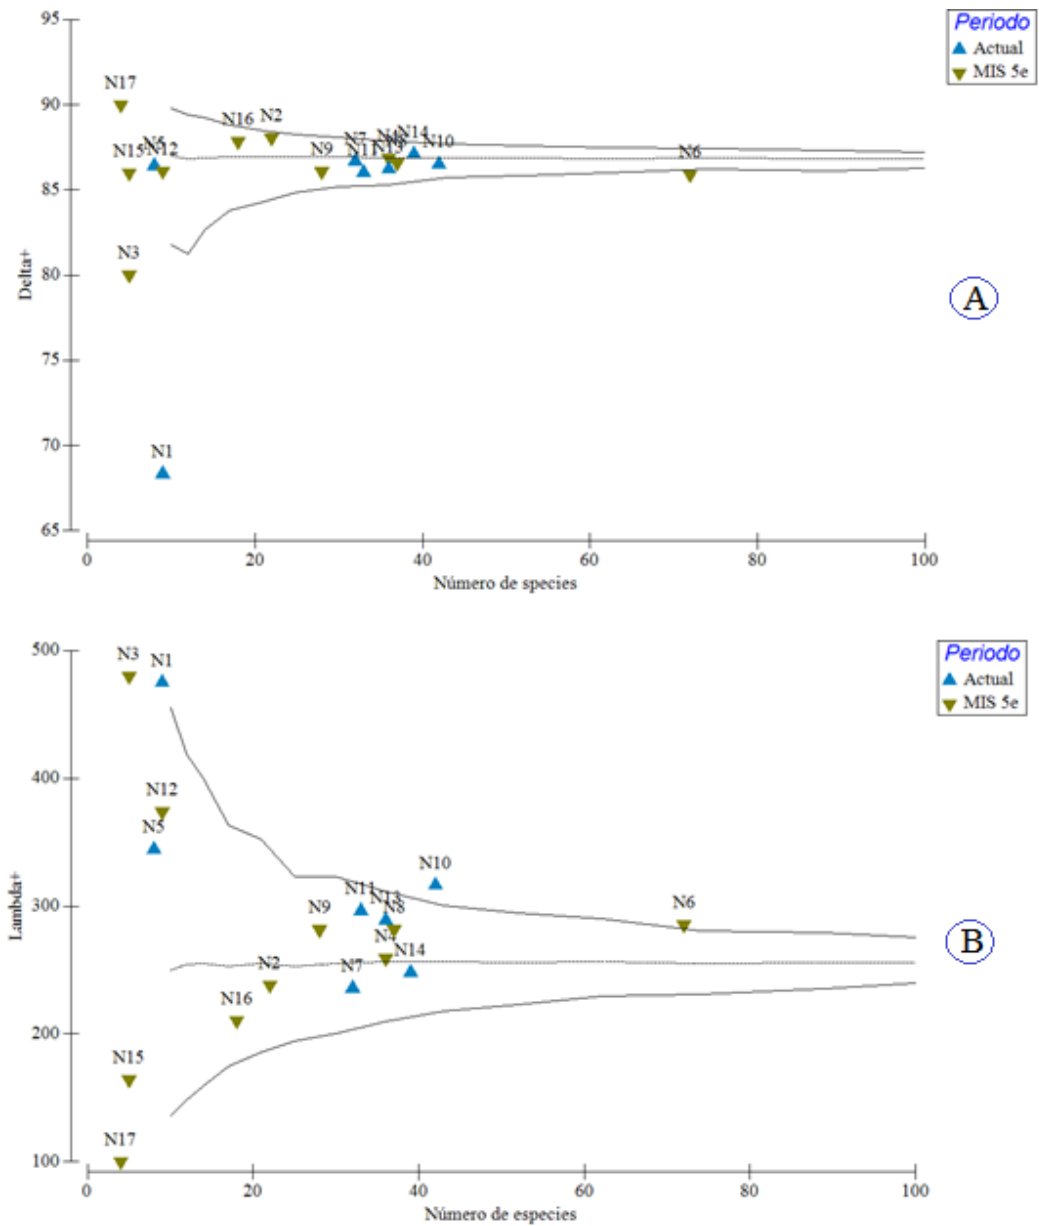 95
Periodo
Actual
MIS 5e
N17
90
N16 N2
N5 N7 N4 N14
N15 N12 N9 N11 N13 N8 N10 N6
85
N3
80
Delta+
A
75
70
N1
65
0 20 40 60 80 100
Número de species
500
Periodo
Actual
MIS 5e
N3 N1
400
N12
N5
N10
300
N11
N13
N9 N8 N6
Lambda+
B
N4
N2 N7 N14
N16
200
N15
N17
100
0 20 40 60 80 100
Número de especies